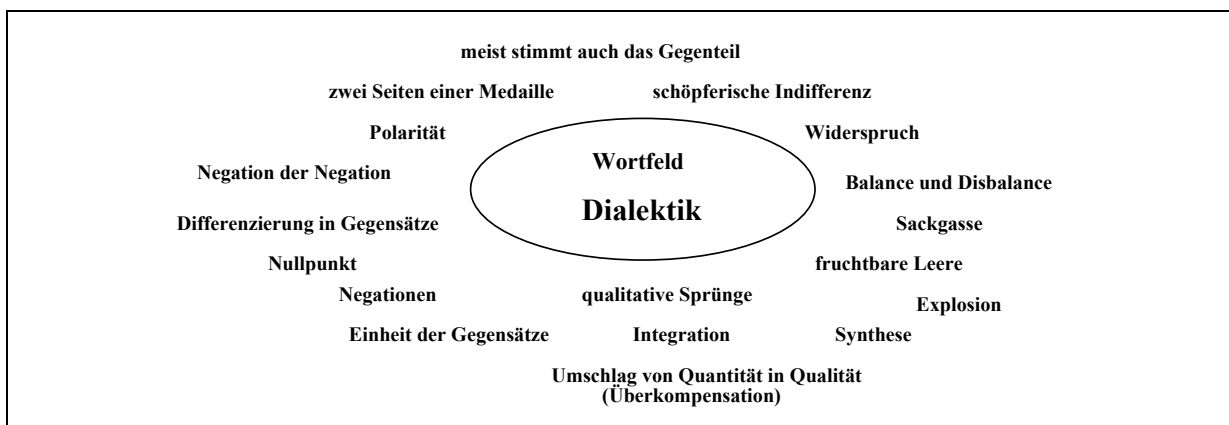 meist stimmt auch das Gegenteil
zwei Seiten einer Medaille
schöpferische Indifferenz
Polarität
Widerspruch
Wortfeld
Negation der Negation
Balance und Disbalance
Dialektik
Differenzierung in Gegensätze
Sackgasse
Nullpunkt
fruchtbare Leere
Negationen
qualitative Sprünge
Explosion
Einheit der Gegensätze
Integration
Synthese
Umschlag von Quantität in Qualität
(Überkompensation)